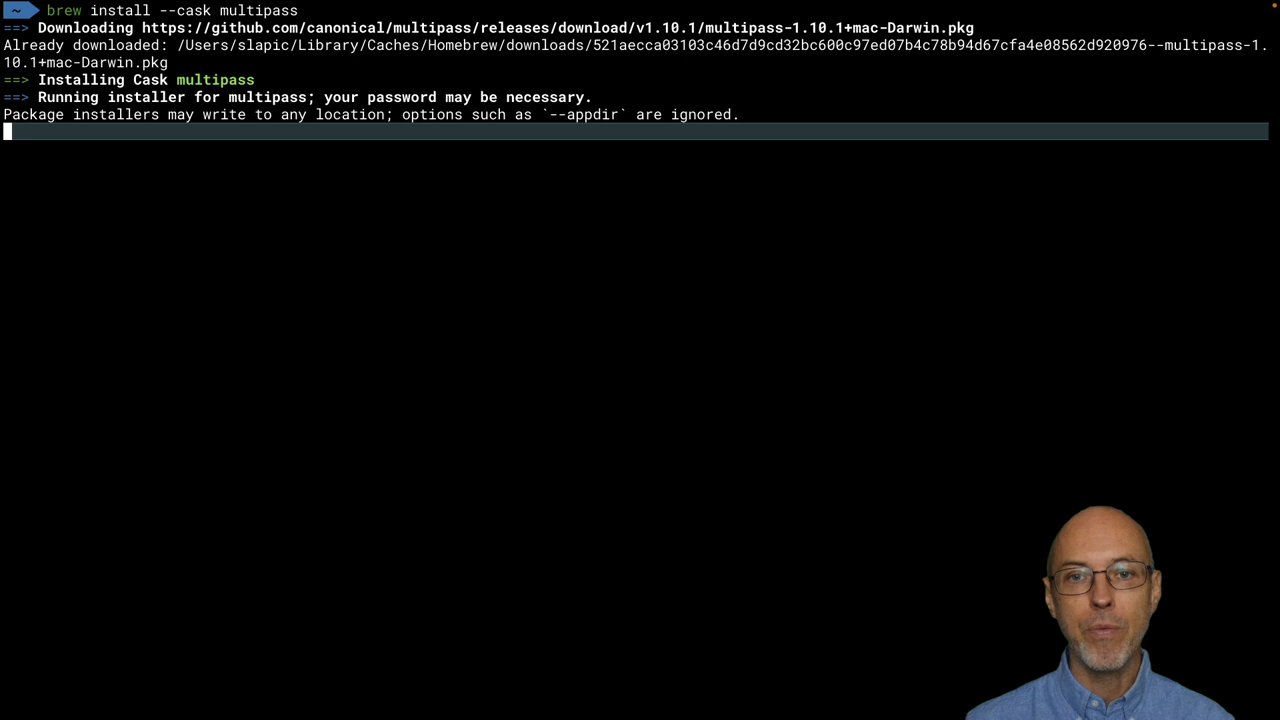 ~ brew install --cask multipass
==> Downloading https://github.com/canonical/multipass/releases/download/v1.10.1/multipass-1.10.1+mac-Darwin.pkg
Already downloaded: /Users/slapic/Library/Caches/Homebrew/downloads/521aecca03103c46d7d9cd32bc600c97ed07b4c78b94d67cfa4e08562d920976--multipass-1.
10.1+mac-Darwin.pkg
==> Installing Cask multipass
==> Running installer for multipass; your password may be necessary.
Package installers may write to any location; options such as `--appdir` are ignored.